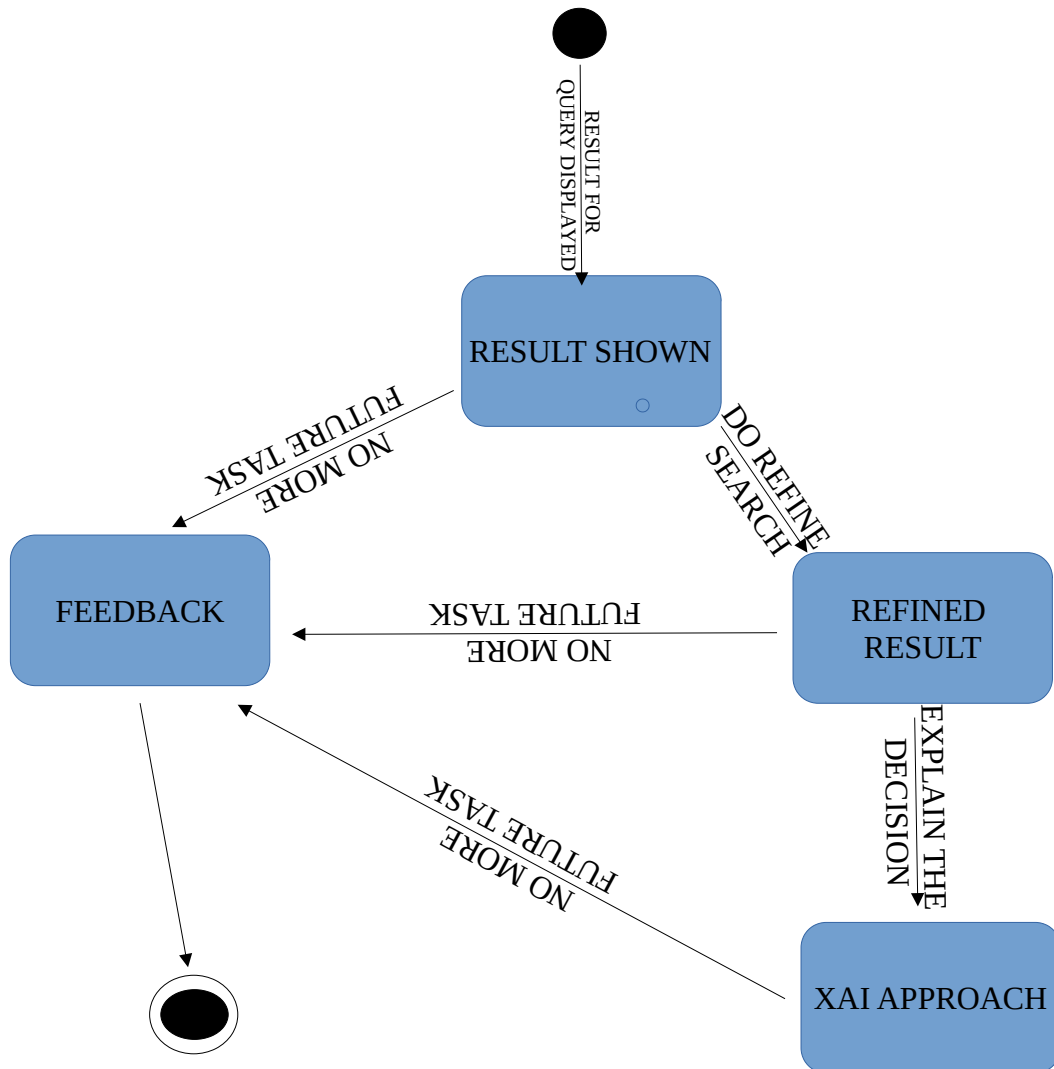 RESULT FOR
QUERY DISPLAYED
RESULT SHOWN
NO MORE
FUTURE TASK
DO REFINE
SEARCH
FEEDBACK
NO MORE
FUTURE TASK
REFINED
RESULT
EXPLAIN THE
DECISION
NO MORE
FUTURE TASK
XAI APPROACH